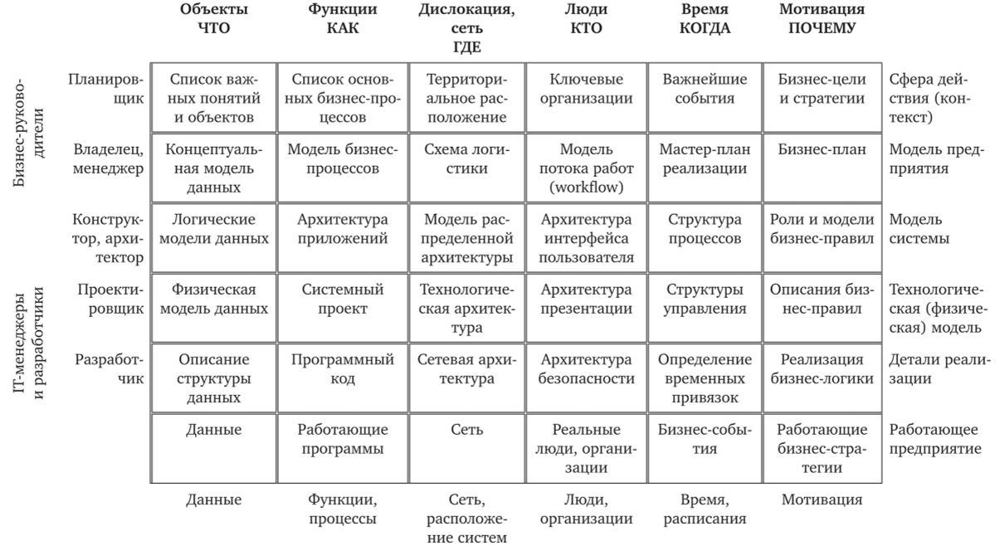 Объекты
ЧТО
Функции
КАК
Дислокация,
сеть
ГДЕ
Люди
КТО
Время
КОГДА
Мотивация
ПОЧЕМУ
Бизнес-руково-
дители
Планиров-
щик
Список важ-
ных понятий
и объектов
Список основ-
ных бизнес-про-
цессов
Территори-
альное рас-
положение
Ключевые
организации
Важнейшие
события
Бизнес-цели
и стратегии
Сфера дей-
ствия (кон-
текст)
Владелец,
менеджер
Концептуаль-
ная модель
данных
Модель бизнес-
процессов
Схема логи-
стики
Модель
потока работ
(workflow)
Мастер-план
реализации
Бизнес-план
Модель пред-
приятия
Конструк-
тор, архи-
тектор
Логические
модели данных
Архитектура
приложений
Модель рас-
пределенной
архитектуры
Архитектура
интерфейса
пользователя
Структура
процессов
Роли и модели
бизнес-правил
Модель
системы
IT-менеджеры
и разработчики
Проекти-
ровщик
Физическая
модель данных
Системный
проект
Технологиче-
ская архитек-
тура
Архитектура
презентации
Структуры
управления
Описания биз-
нес-правил
Технологиче-
ская (физиче-
ская) модель
Разработ-
чик
Описание
структуры
данных
Программный
код
Сетевая архи-
тектура
Архитектура
безопасности
Определение
временных
привязок
Реализация
бизнес-логики
Детали реали-
зации
Данные
Работающие
программы
Сеть
Реальные
люди, органи-
зации
Бизнес-собы-
тия
Работающие
бизнес-стра-
тегии
Работающее
предприятие
Данные
Функции,
процессы
Сеть,
расположе-
ние систем
Люди,
организации
Время,
расписания
Мотивация